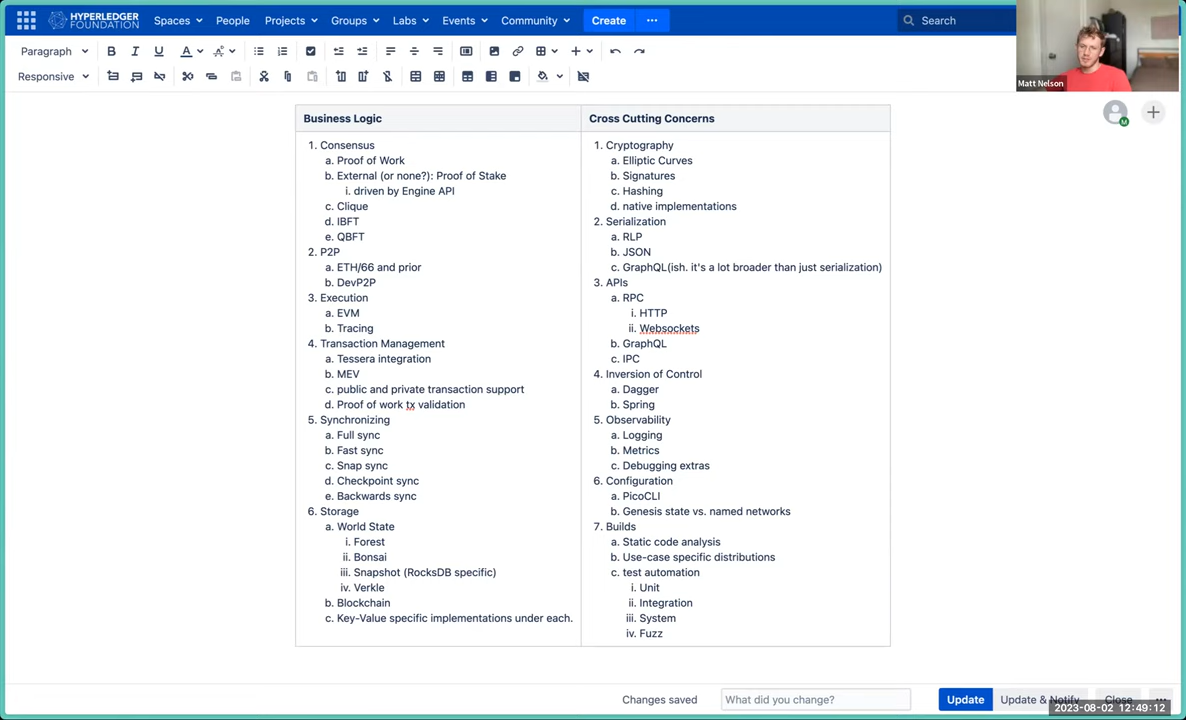 HYPERLEDGER FOUNDATION
Spaces People Projects Groups Labs Events Community Create ... Search
Paragraph B I U A
Responsive
Matt Nelson
M
Business Logic
1. Consensus
a. Proof of Work
b. External (or none?): Proof of Stake
i. driven by Engine API
c. Clique
d. IBFT
e. QBFT
2. P2P
a. ETH/66 and prior
b. DevP2P
3. Execution
a. EVM
b. Tracing
4. Transaction Management
a. Tessera integration
b. MEV
c. public and private transaction support
d. Proof of work tx validation
5. Synchronizing
a. Full sync
b. Fast sync
c. Snap sync
d. Checkpoint sync
e. Backwards sync
6. Storage
a. World State
i. Forest
ii. Bonsai
iii. Snapshot (RocksDB specific)
iv. Verkle
b. Blockchain
c. Key-Value specific implementations under each.
Cross Cutting Concerns
1. Cryptography
a. Elliptic Curves
b. Signatures
c. Hashing
d. native implementations
2. Serialization
a. RLP
b. JSON
c. GraphQL(ish. it's a lot broader than just serialization)
3. APIs
a. RPC
i. HTTP
ii. Websockets
b. GraphQL
c. IPC
4. Inversion of Control
a. Dagger
b. Spring
5. Observability
a. Logging
b. Metrics
c. Debugging extras
6. Configuration
a. PicoCLI
b. Genesis state vs. named networks
7. Builds
a. Static code analysis
b. Use-case specific distributions
c. test automation
i. Unit
ii. Integration
iii. System
iv. Fuzz
Changes saved What did you change? Update Update & Notify Close ...
2023-08-02 12:49:12